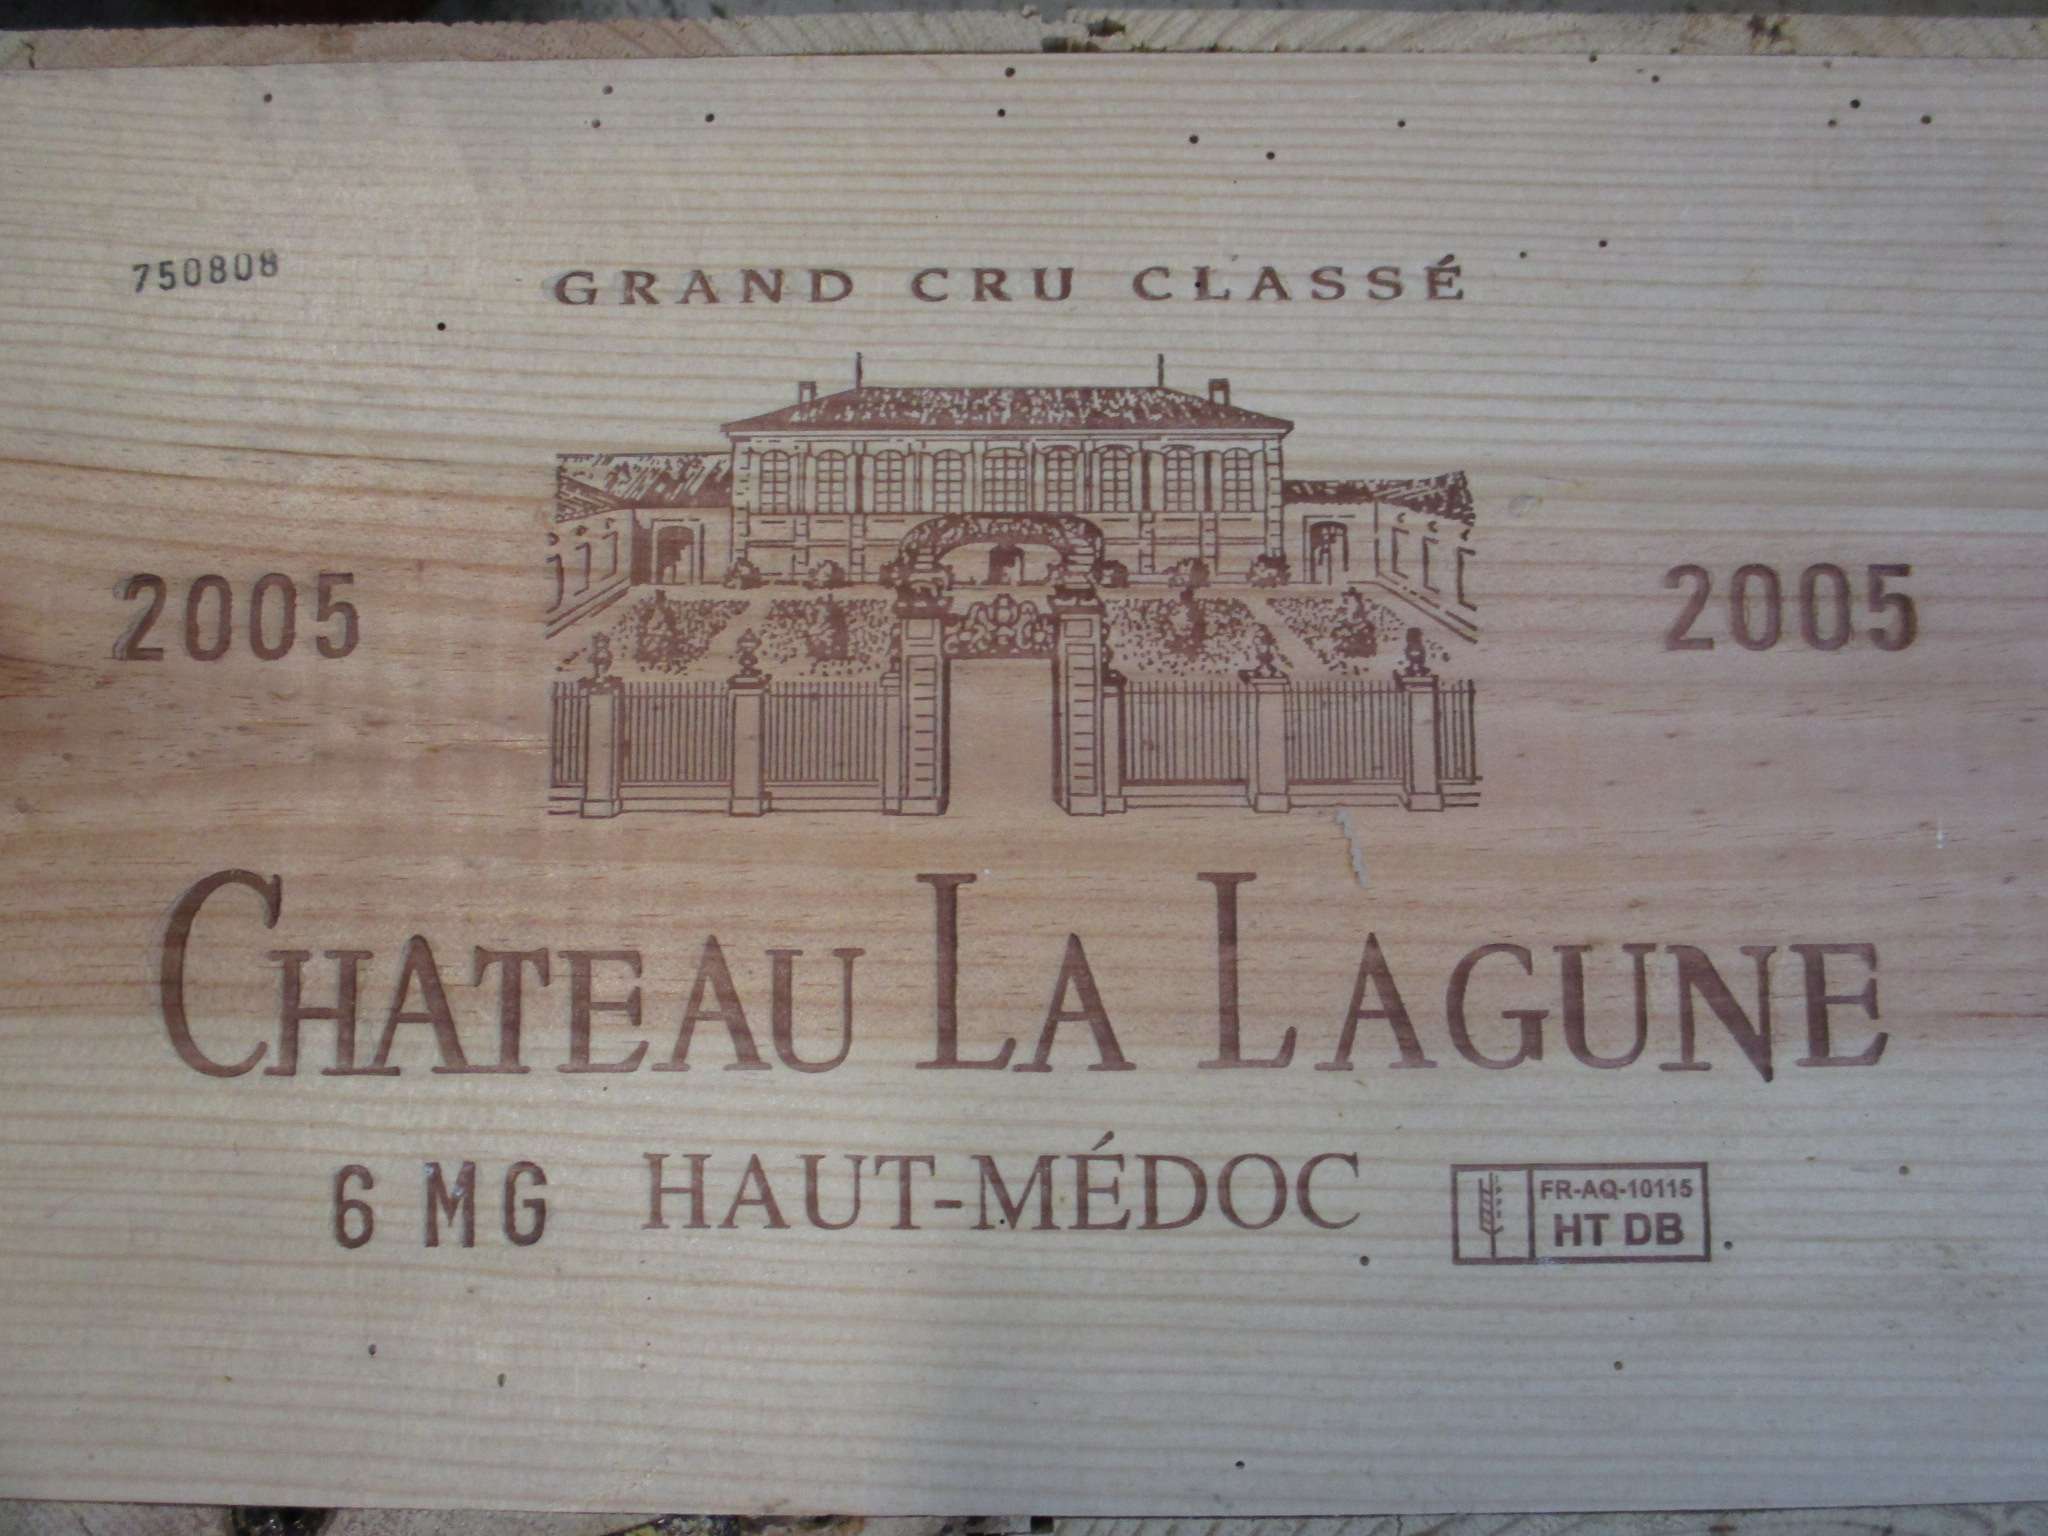 750808
GRAND CRU CLASSÉ
2005 2005
CHATEAU LA LAGUNE
6 MG HAUT-MÉDOC
FR-AQ-10115
HT DB